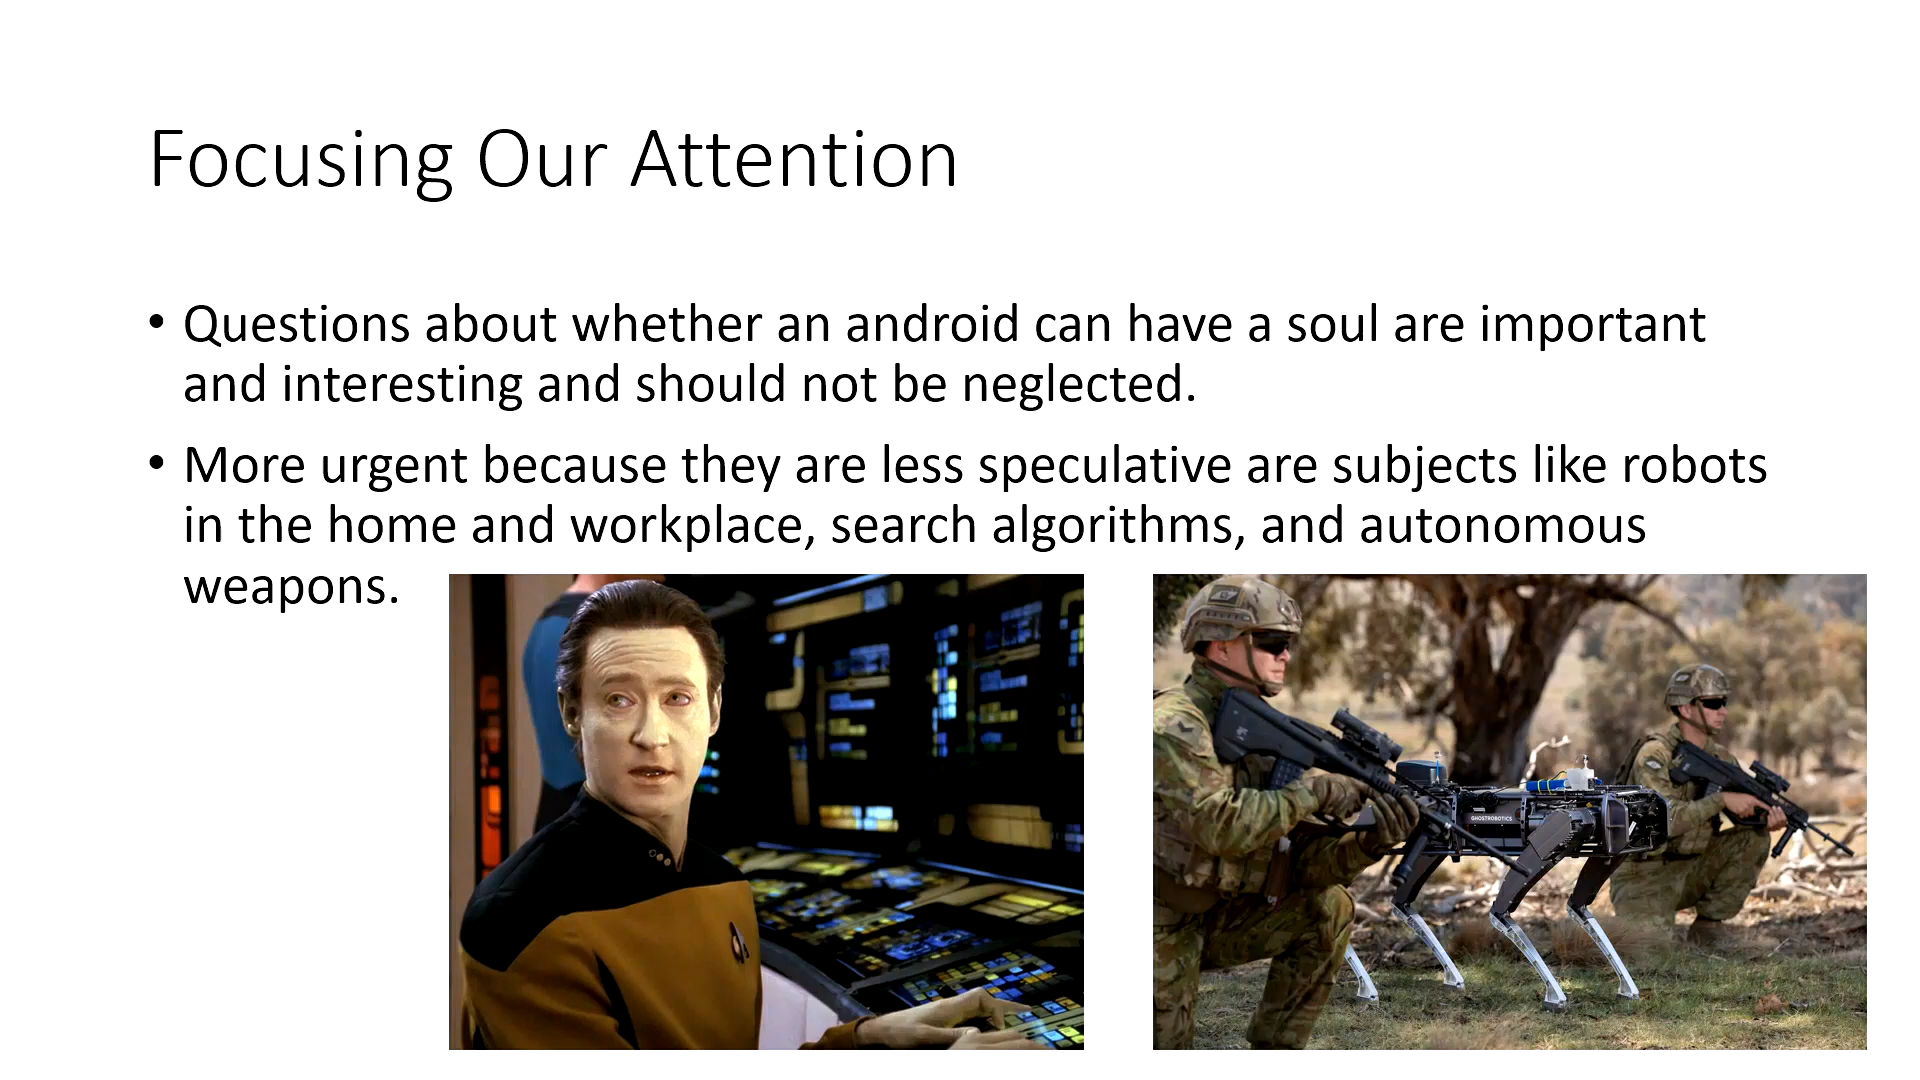 Focusing Our Attention
• Questions about whether an android can have a soul are important
and interesting and should not be neglected.
• More urgent because they are less speculative are subjects like robots
in the home and workplace, search algorithms, and autonomous
weapons.
GHOSTROBOTICS